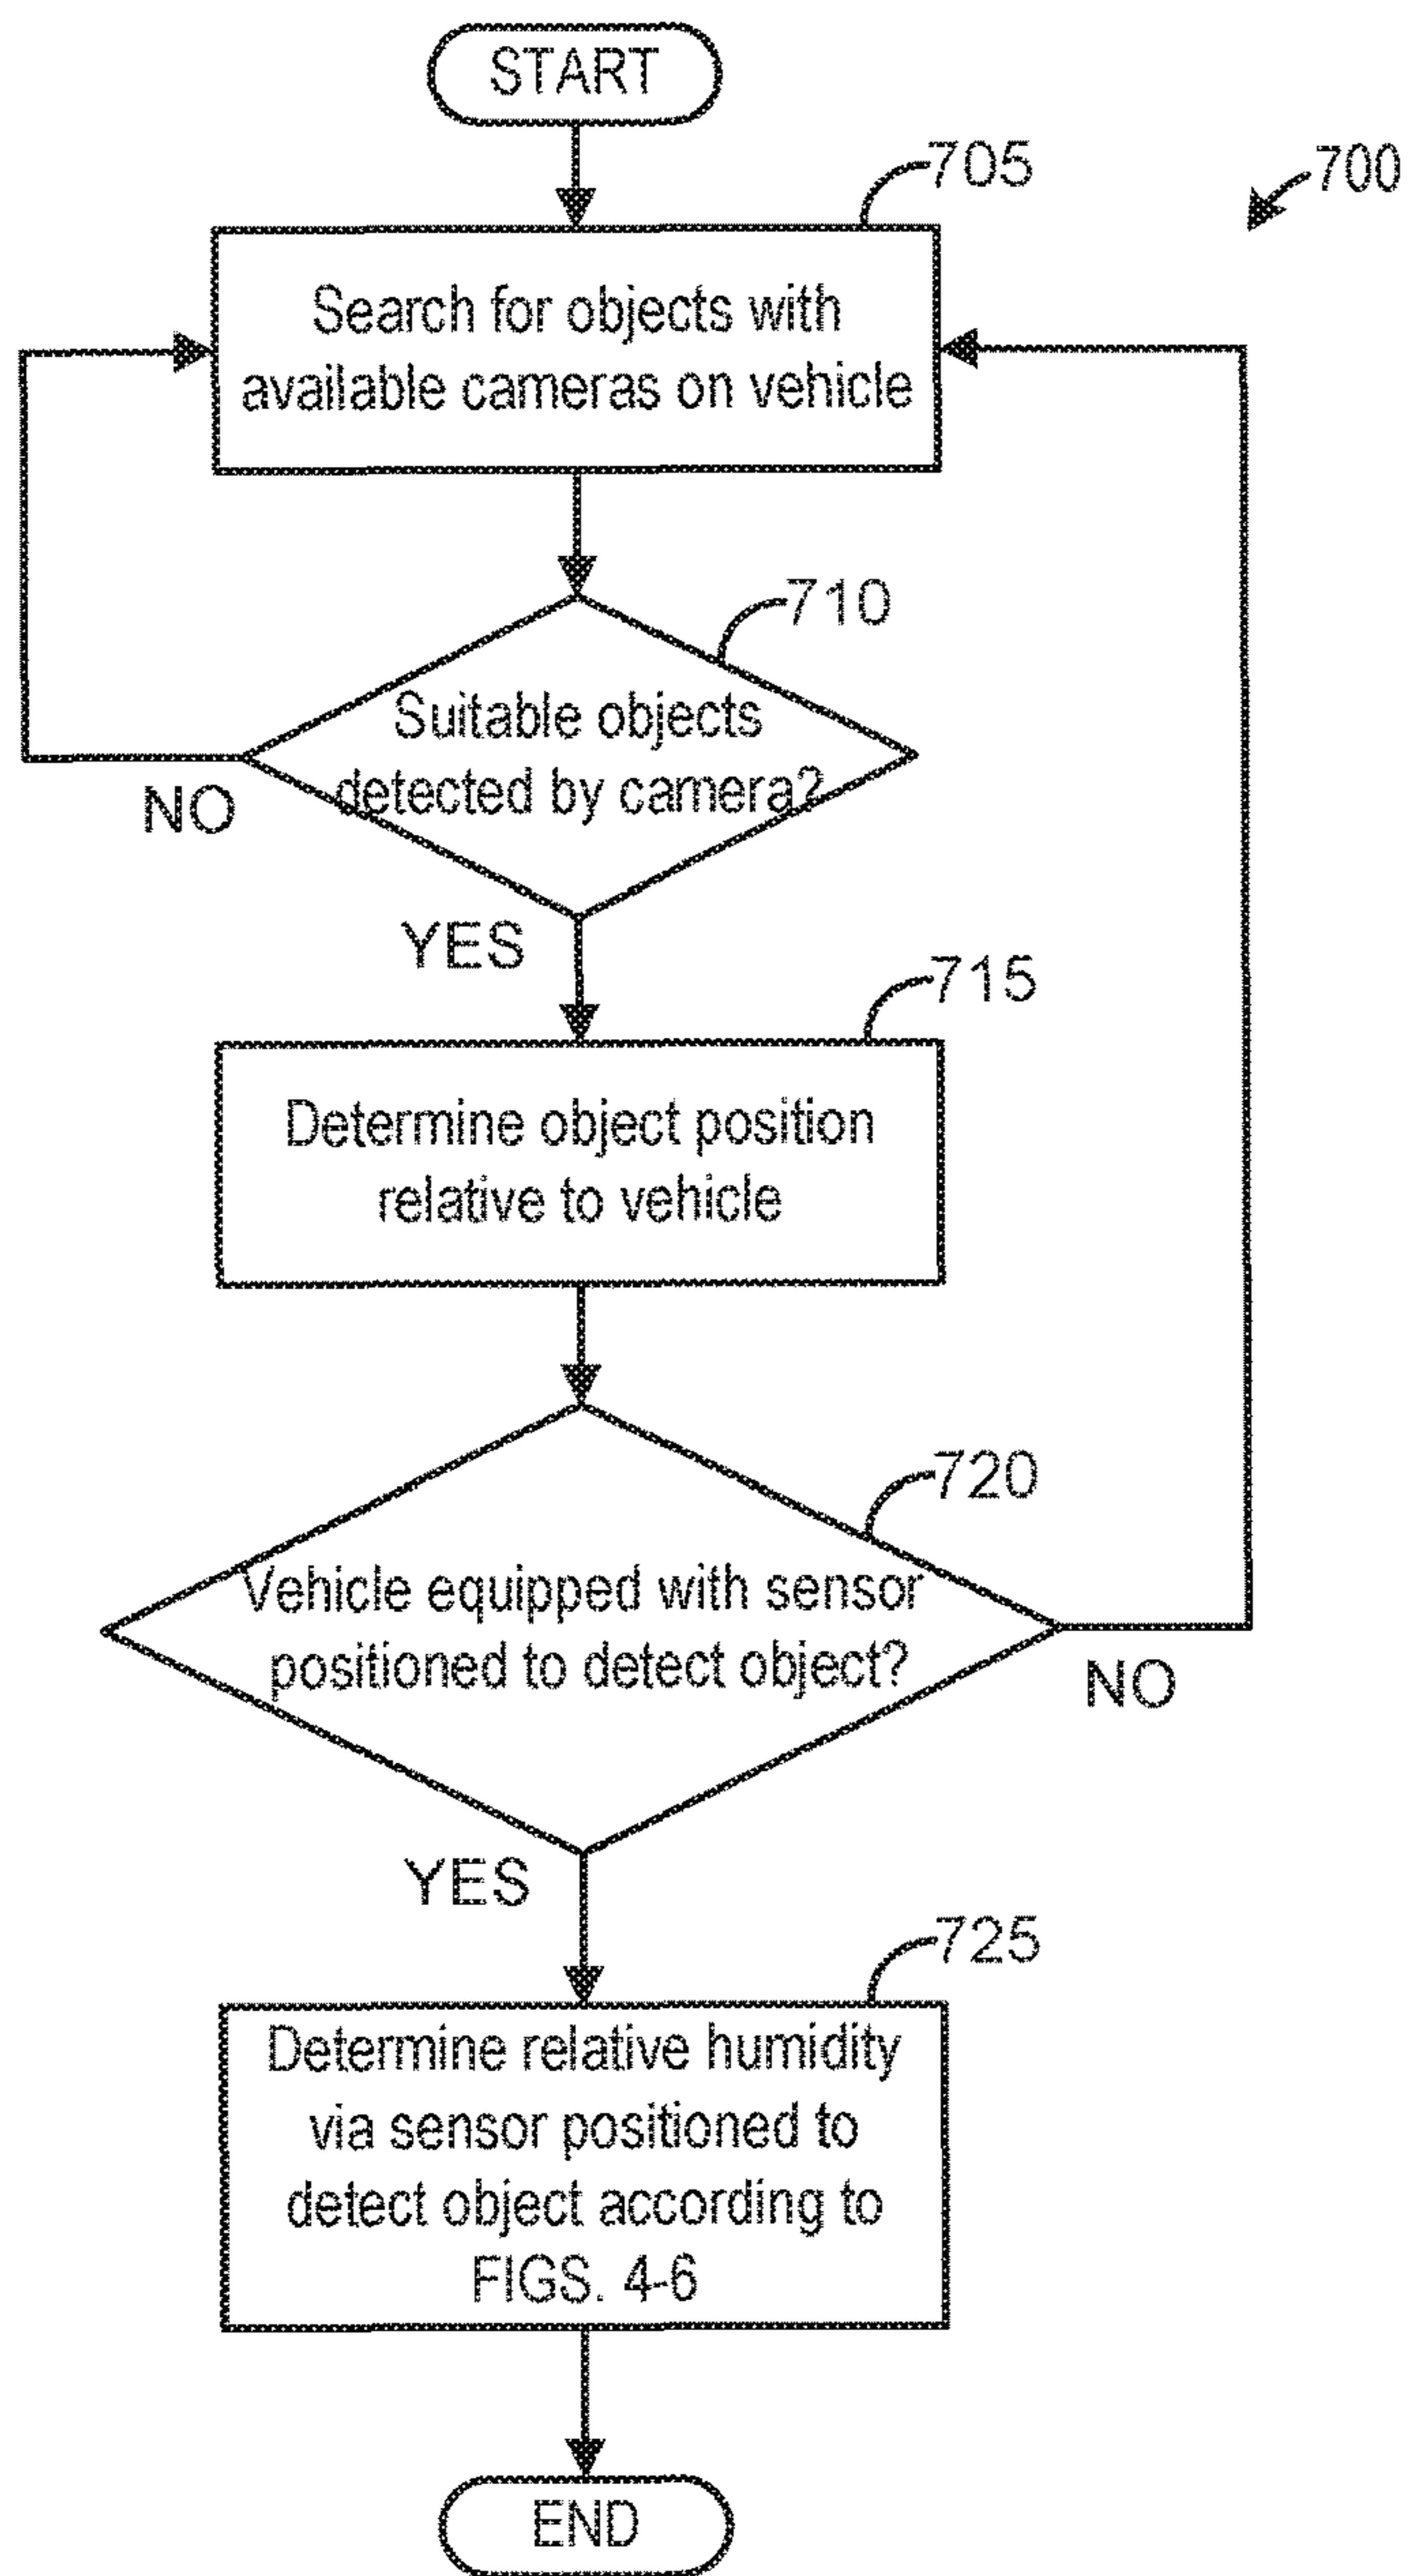 START
705
700
Search for objects with
available cameras on vehicle
710
Suitable objects
detected by camera?
NO
YES
715
Determine object position
relative to vehicle
720
Vehicle equipped with sensor
positioned to detect object?
NO
YES
725
Determine relative humidity
via sensor positioned to
detect object according to
FIGS. 4-6
END